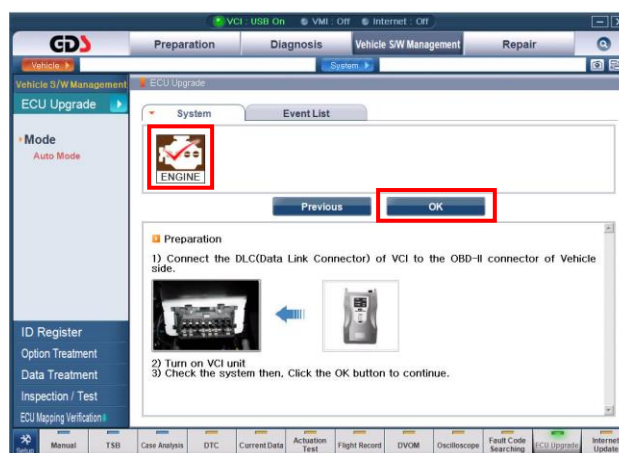 VCI : USB On VMI : Off Internet : Off
GDS Preparation Diagnosis Vehicle S/W Management Repair
Vehicle System
Vehicle S/W Management ECU Upgrade
ECU Upgrade
System Event List
Mode
Auto Mode
ENGINE
Previous OK
Preparation
1) Connect the DLC(Data Link Connector) of VCI to the OBD-II connector of Vehicle
side.
2) Turn on VCI unit
3) Check the system then, Click the OK button to continue.
ID Register
Option Treatment
Data Treatment
Inspection / Test
ECU Mapping Verification
Setup Manual TSB Case Analysis DTC Current Data Actuation Test Flight Record DVOM Oscilloscope Fault Code Searching ECU Upgrade Internet Update